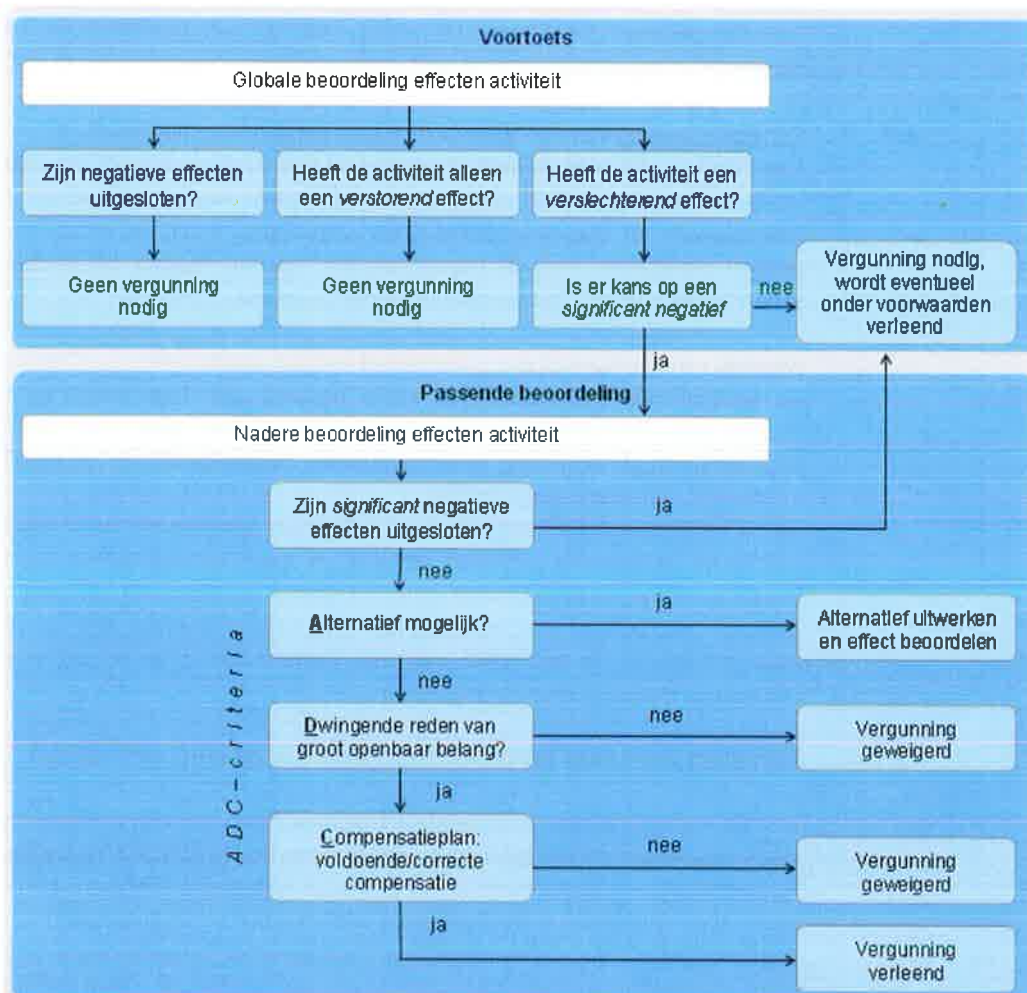 Voortoets
Globale beoordeling effecten activiteit
Zijn negatieve effecten
uitgesloten?
Heeft de activiteit alleen
een verstorend effect?
Heeft de activiteit een
verslechterend effect?
Geen vergunning
nodig
Geen vergunning
nodig
Is er kans op een
significant negatief
nee
Vergunning nodig,
wordt eventueel
onder voorwaarden
verleend
ja
Passende beoordeling
Nadere beoordeling effecten activiteit
Zijn significant negatieve
effecten uitgesloten?
ja
nee
ADC-criteria
Alternatief mogelijk?
ja
Alternatief uitwerken
en effect beoordelen
nee
Dwingende reden van
groot openbaar belang?
nee
Vergunning
geweigerd
ja
Compensatieplan:
voldoende/correcte
compensatie
nee
Vergunning
geweigerd
ja
Vergunning
verleend